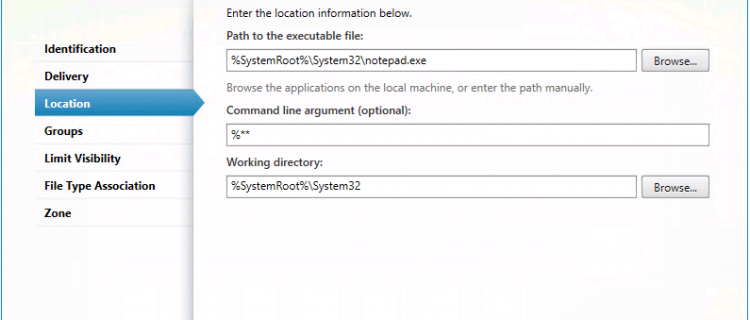 Enter the location information below.
Identification
Path to the executable file:
%SystemRoot%\System32\notepad.exe
Browse...
Delivery
Browse the applications on the local machine, or enter the path manually.
Location
Command line argument (optional):
Groups
%**
Limit Visibility
Working directory:
File Type Association
%SystemRoot%\System32
Browse...
Zone